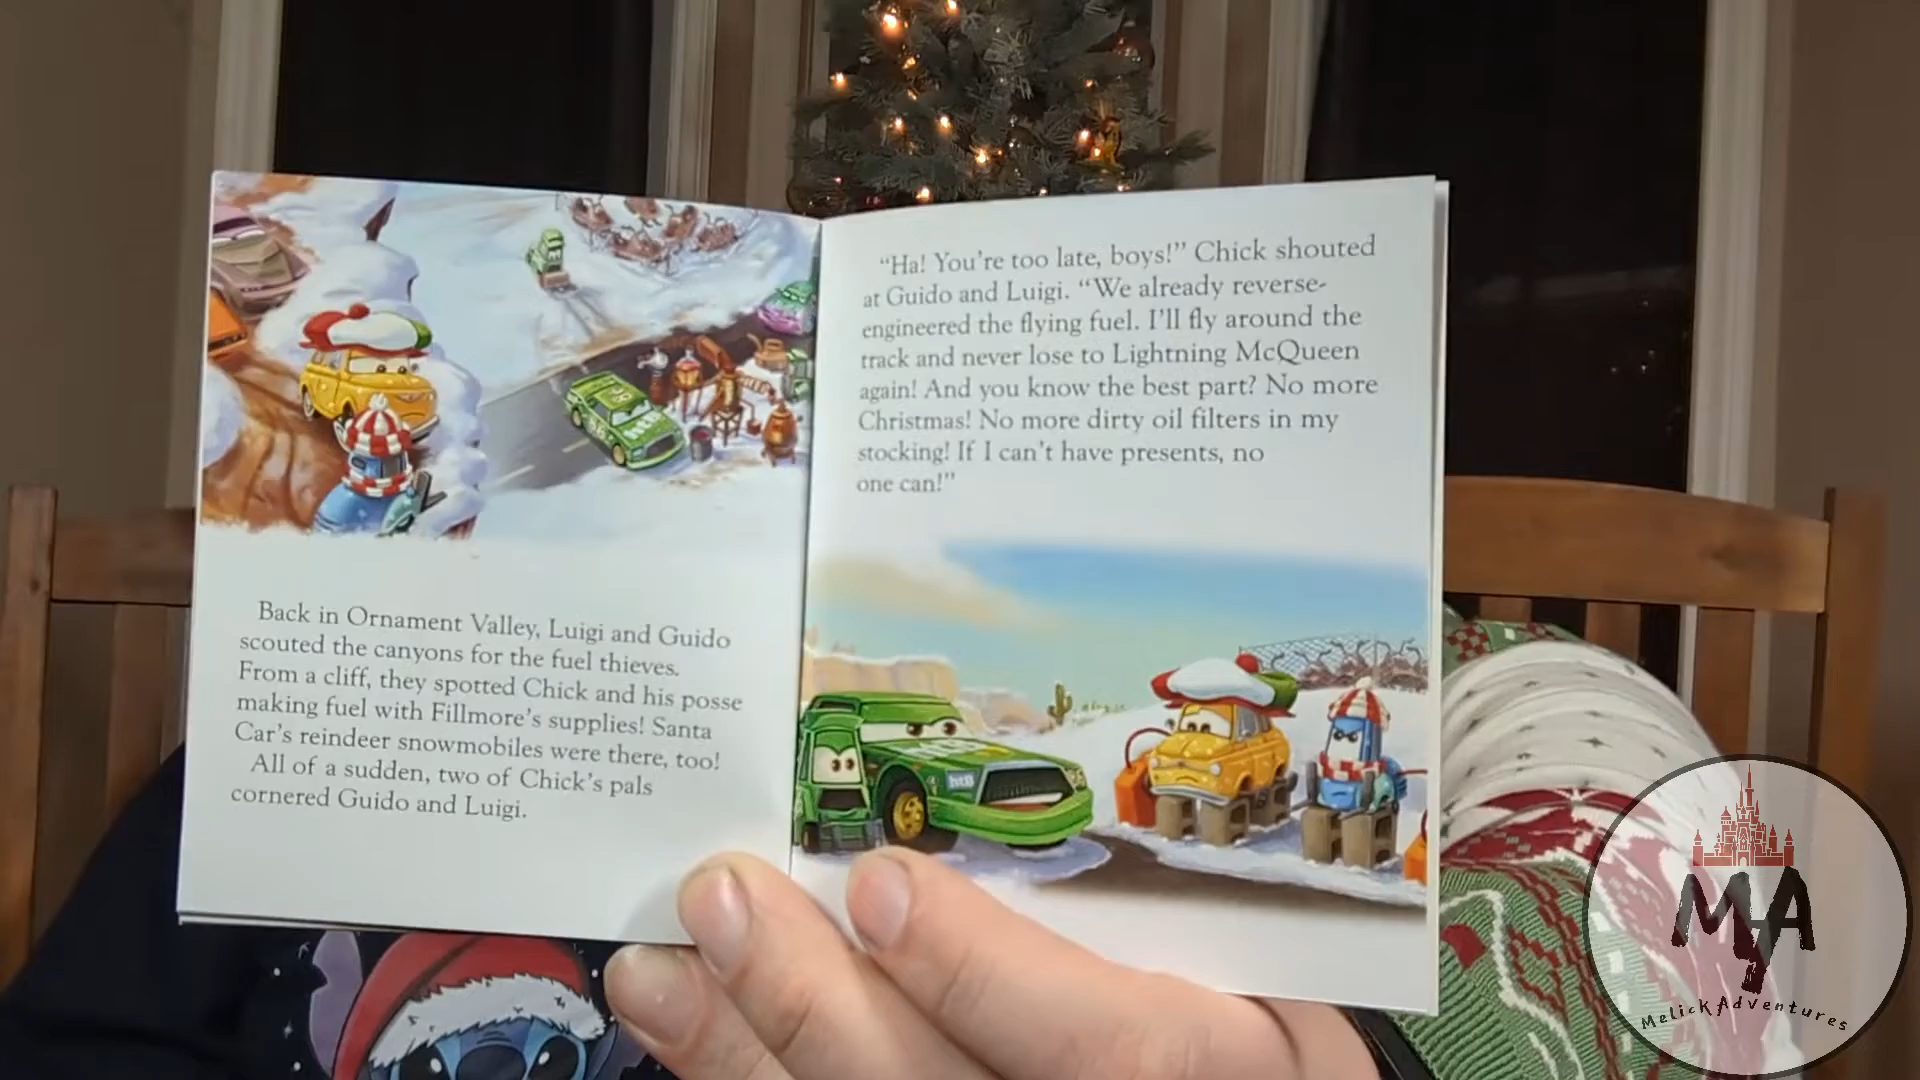 Back in Ornament Valley, Luigi and Guido
scouted the canyons for the fuel thieves.
From a cliff, they spotted Chick and his posse
making fuel with Fillmore's supplies! Santa
Car's reindeer snowmobiles were there, too!
All of a sudden, two of Chick's pals
cornered Guido and Luigi.
“Ha! You're too late, boys!” Chick shouted
at Guido and Luigi. “We already reverse-
engineered the flying fuel. I'll fly around the
track and never lose to Lightning McQueen
again! And you know the best part? No more
Christmas! No more dirty oil filters in my
stocking! If I can't have presents, no
one can!”
htB
MA
MelickAdventures